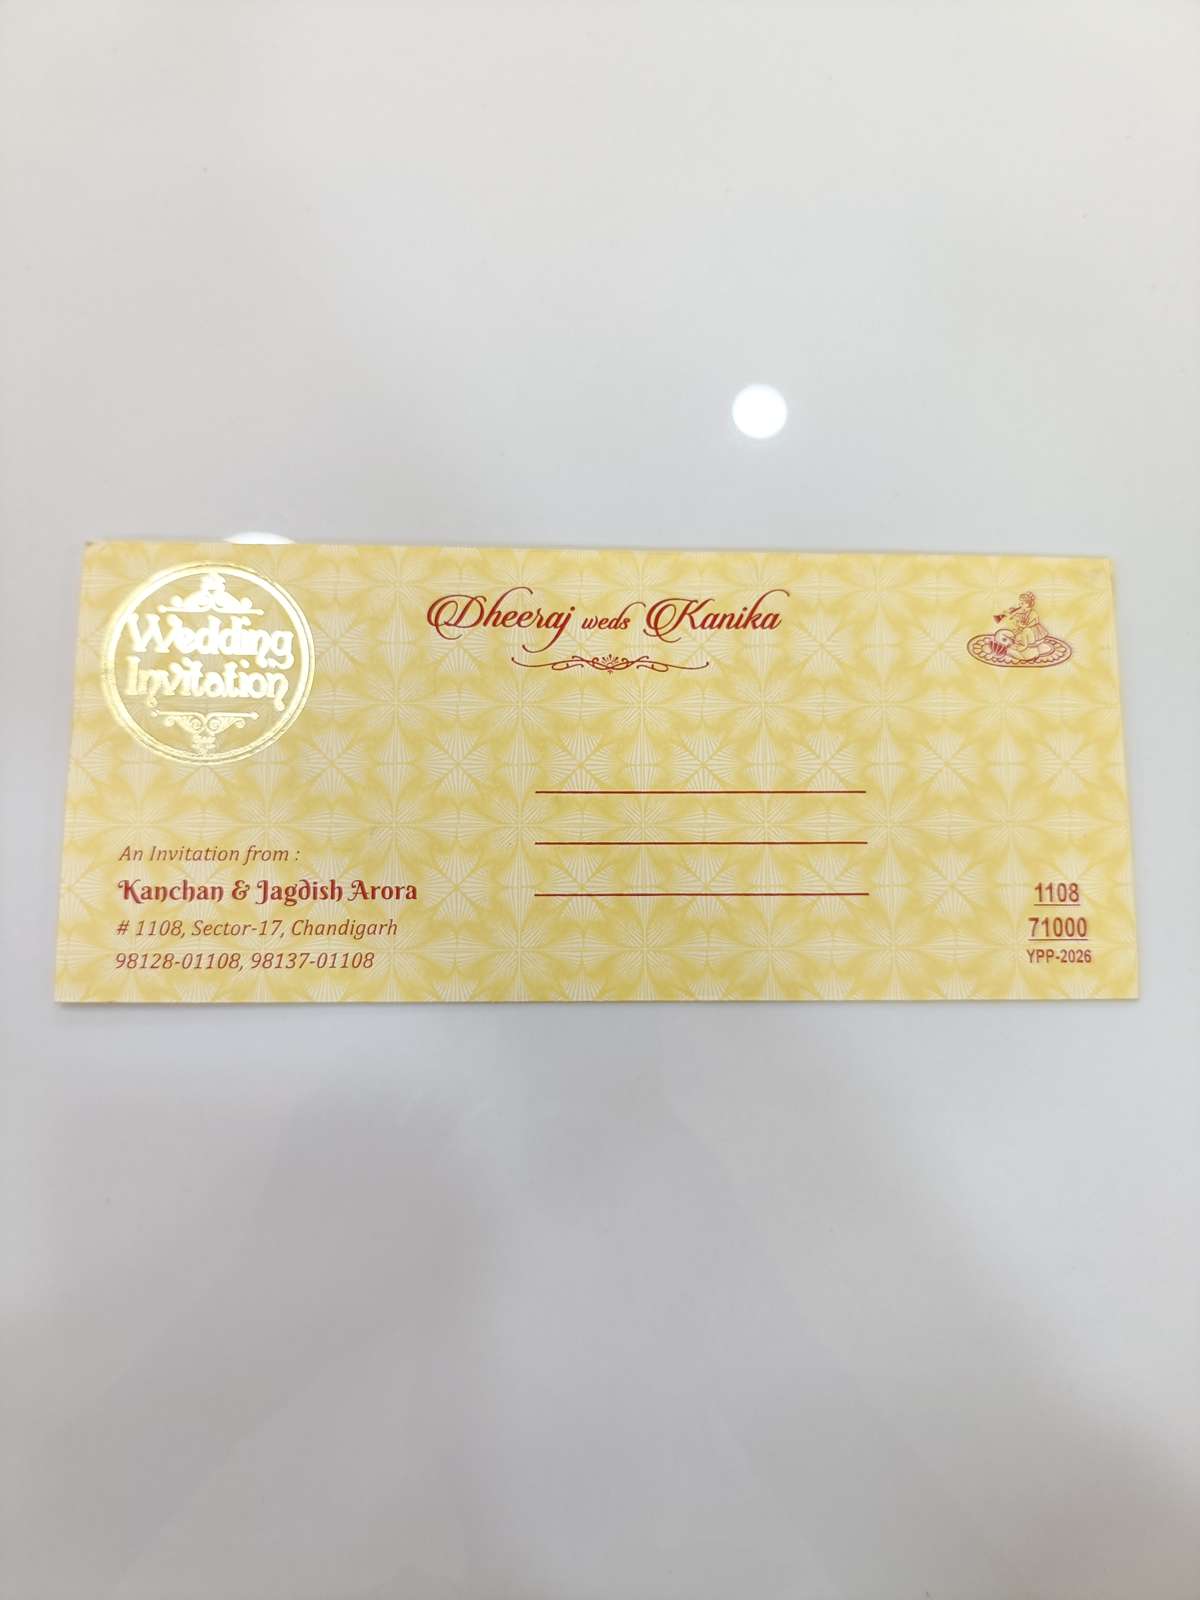 Wedding
Invitation
Dheeraj weds Kanika
An Invitation from :
Kanchan & Jagdish Arora
# 1108, Sector-17, Chandigarh
98128-01108, 98137-01108
1108
71000
YPP-2026